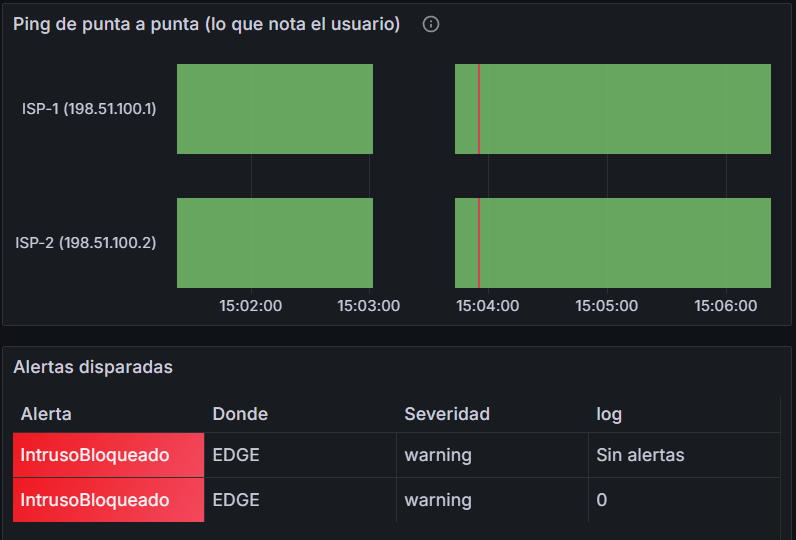 Ping de punta a punta (lo que nota el usuario)
ISP-1 (198.51.100.1)
ISP-2 (198.51.100.2)
15:02:00 15:03:00 15:04:00 15:05:00 15:06:00
Alertas disparadas
Alerta Donde Severidad log
IntrusoBloqueado EDGE warning Sin alertas
IntrusoBloqueado EDGE warning 0